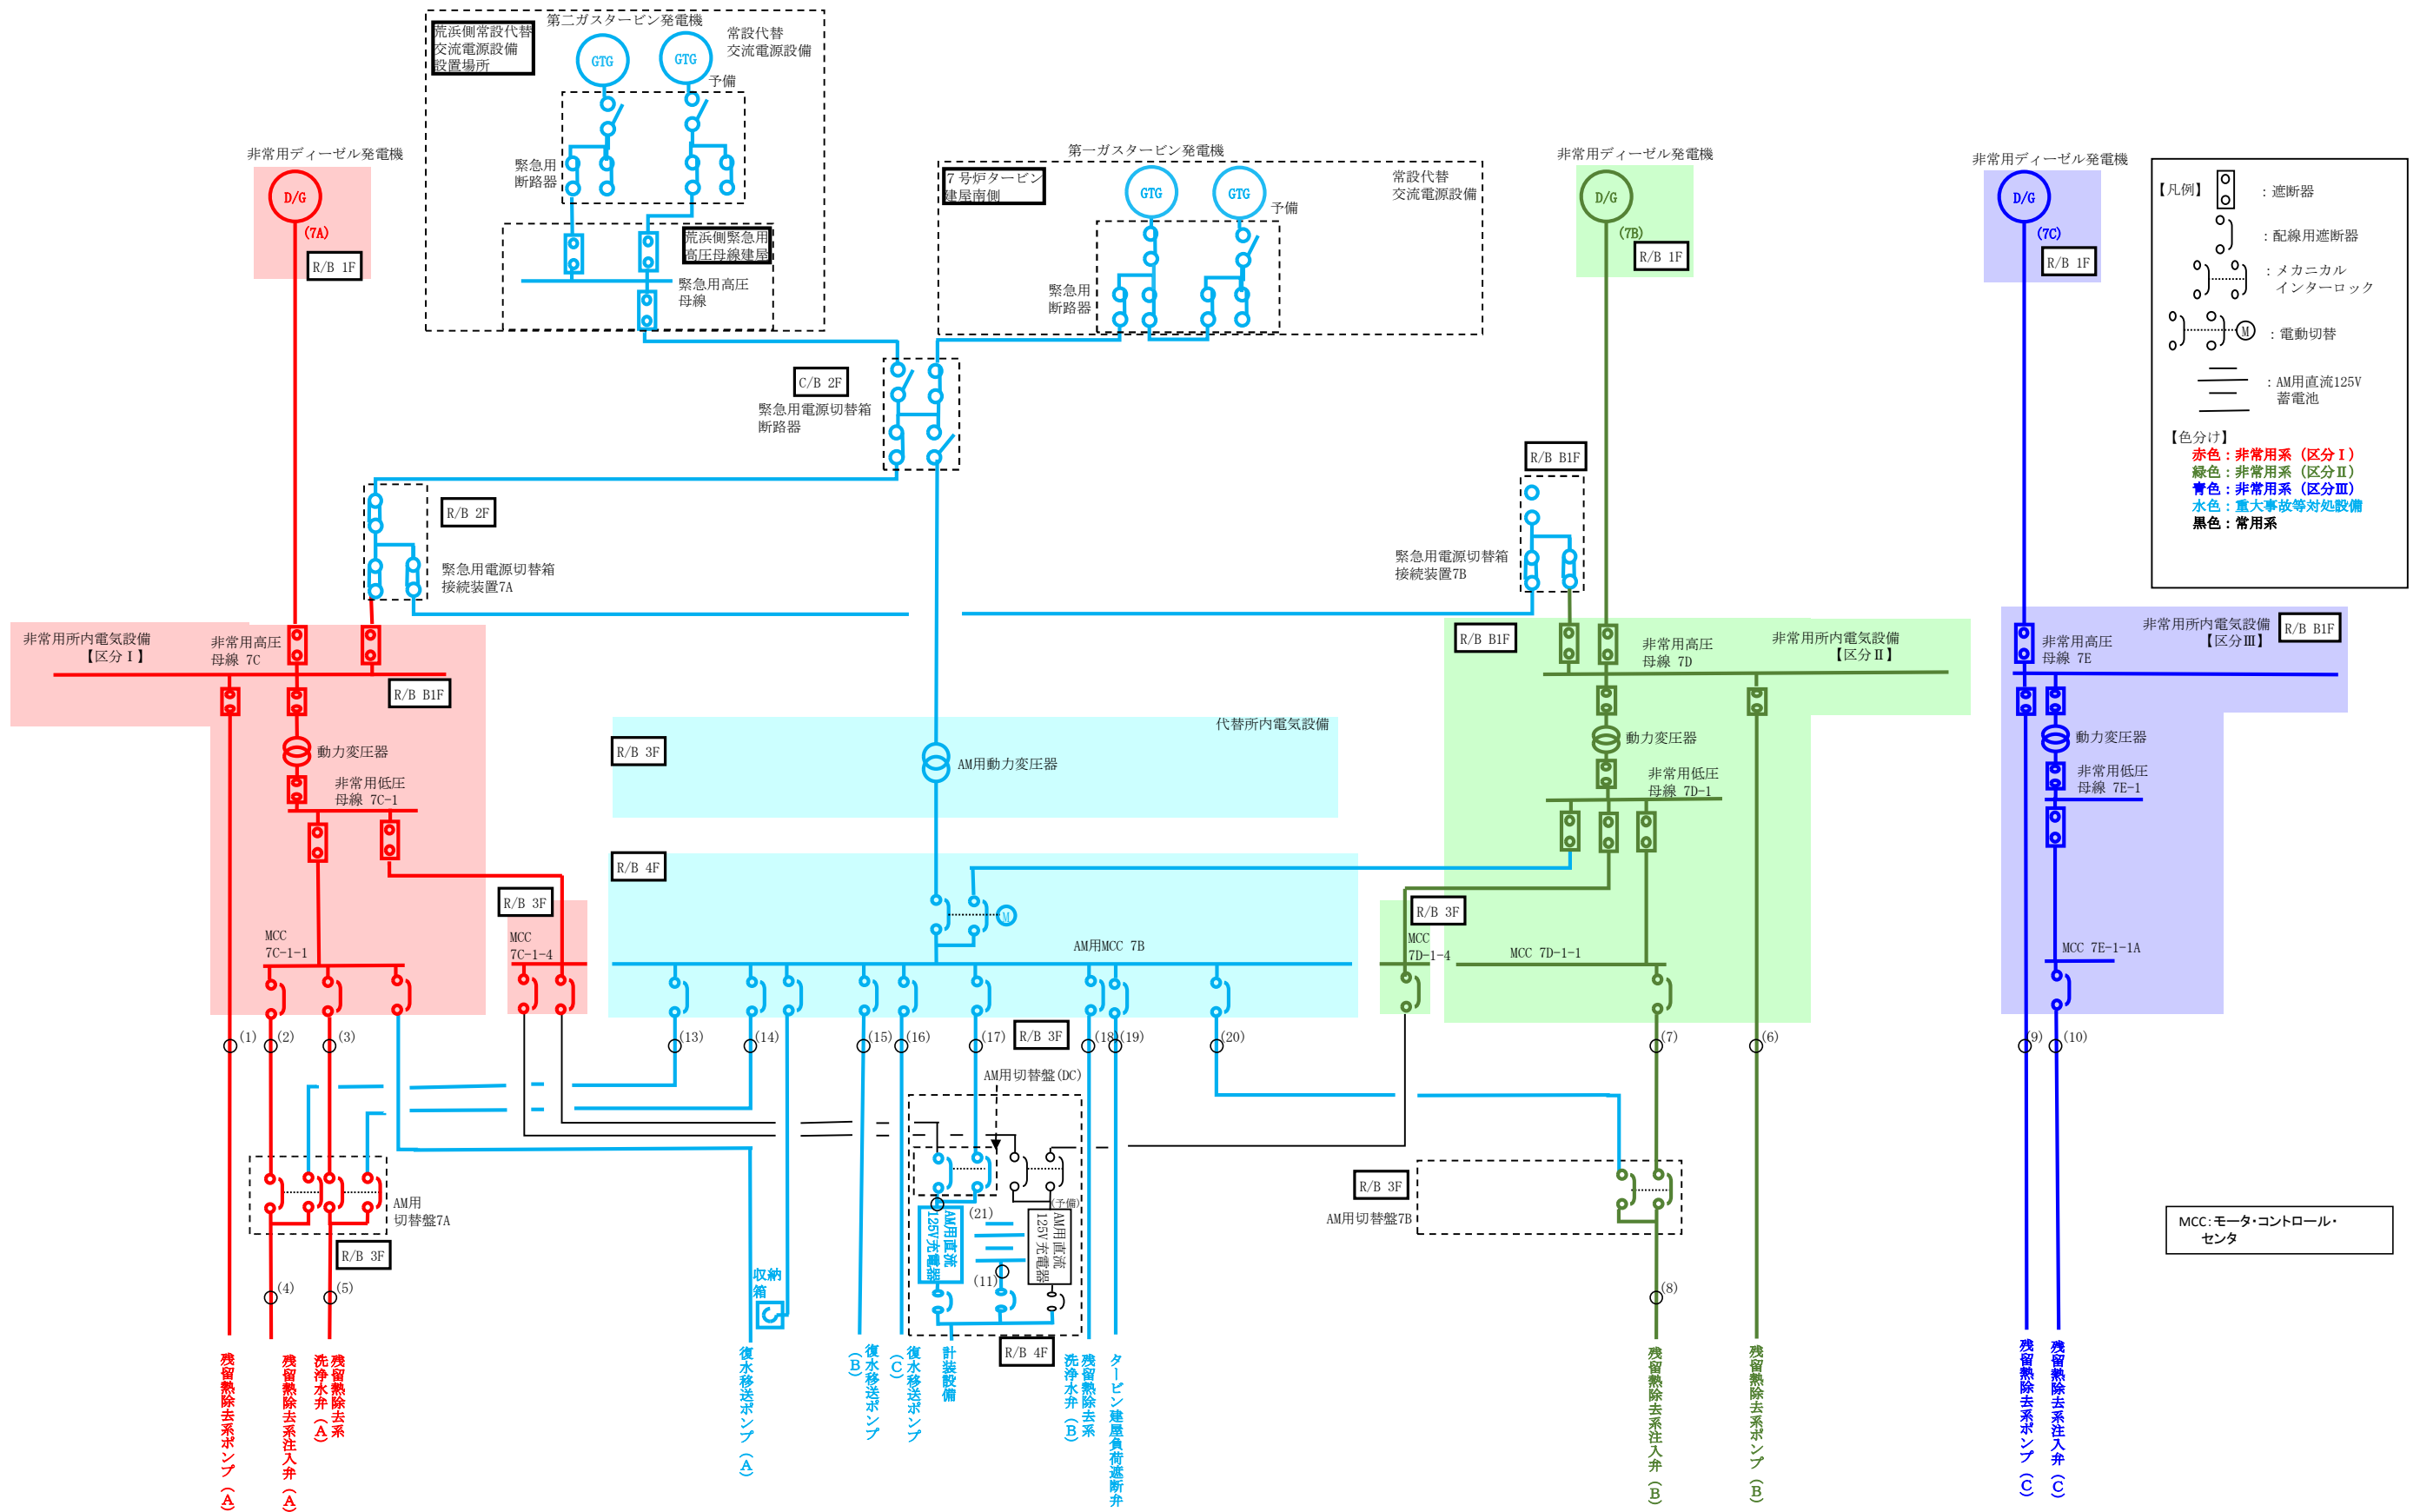 荒浜側常設代替
交流電源設備
設置場所
第二ガスタービン発電機
常設代替
交流電源設備
GTG
GTG
予備
緊急用
断路器
荒浜側緊急用
高圧母線建屋
緊急用高圧
母線
第一ガスタービン発電機
7号炉タービン
建屋南側
常設代替
交流電源設備
GTG
GTG
予備
緊急用
断路器
非常用ディーゼル発電機
D/G
(7A)
R/B 1F
非常用ディーゼル発電機
D/G
(7B)
R/B 1F
非常用ディーゼル発電機
D/G
(7C)
R/B 1F
【凡例】
:遮断器
:配線用遮断器
:メカニカル
インターロック
M
:電動切替
:AM用直流125V
蓄電池
【色分け】
赤色:非常用系(区分Ⅰ)
緑色:非常用系(区分Ⅱ)
青色:非常用系(区分Ⅲ)
水色:重大事故等対処設備
黒色:常用系
C/B 2F
緊急用電源切替箱
断路器
R/B 2F
緊急用電源切替箱
接続装置7A
R/B B1F
緊急用電源切替箱
接続装置7B
非常用所内電気設備
【区分Ⅰ】
非常用高圧
母線 7C
R/B B1F
動力変圧器
非常用低圧
母線 7C-1
MCC
7C-1-1
R/B 3F
MCC
7C-1-4
代替所内電気設備
R/B 3F
AM用動力変圧器
R/B 4F
M
AM用MCC 7B
R/B B1F
非常用高圧
母線 7D
非常用所内電気設備
【区分Ⅱ】
動力変圧器
非常用低圧
母線 7D-1
R/B 3F
MCC
7D-1-4
MCC 7D-1-1
非常用所内電気設備
【区分Ⅲ】
R/B B1F
非常用高圧
母線 7E
動力変圧器
非常用低圧
母線 7E-1
MCC 7E-1-1A
(1)
(2)
(3)
(13)
(14)
(15)
(16)
(17)
R/B 3F
(18)
(19)
(20)
(7)
(6)
(9)
(10)
AM用切替盤(DC)
AM用
切替盤7A
R/B 3F
(4)
(5)
(21)
(予備)
AM用直流
125V充電器
AM用直流
125V充電器
(11)
R/B 4F
収納
箱
R/B 3F
AM用切替盤7B
(8)
MCC:モータ・コントロール・
センタ
残留熱除去系ポンプ(A)
残留熱除去系注入弁(A)
残留熱除去系
洗浄水弁(A)
復水移送ポンプ(A)
復水移送ポンプ
(B)
復水移送ポンプ
(C)
計装設備
残留熱除去系
洗浄水弁(B)
タービン建屋負荷遮断弁
残留熱除去系注入弁(B)
残留熱除去系ポンプ(B)
残留熱除去系ポンプ(C)
残留熱除去系注入弁(C)